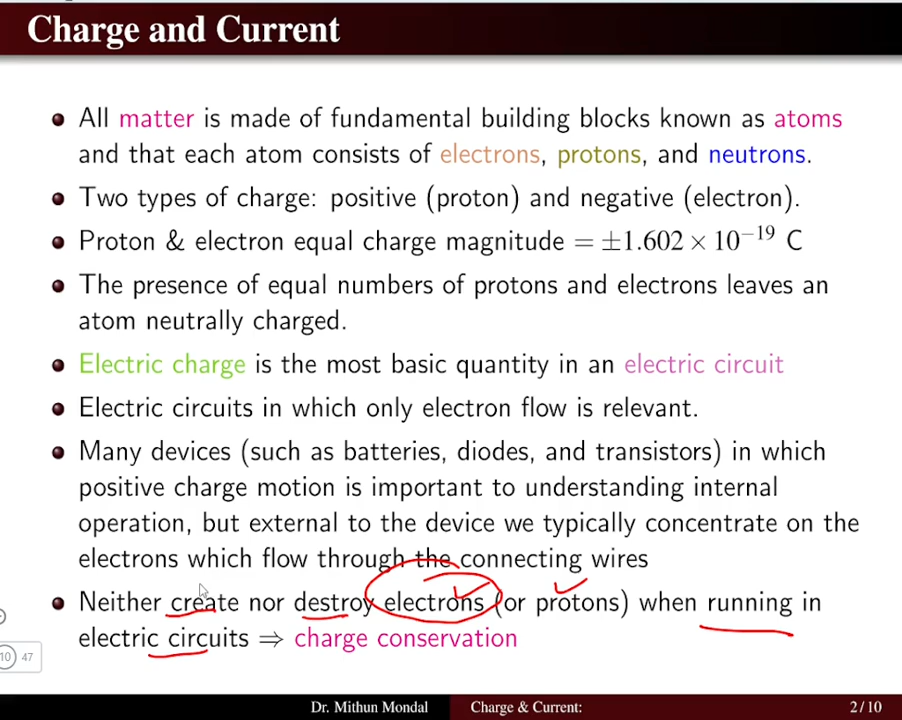 Charge and Current
All matter is made of fundamental building blocks known as atoms
and that each atom consists of electrons, protons, and neutrons.
Two types of charge: positive (proton) and negative (electron).
Proton & electron equal charge magnitude = ±1.602 × 10⁻¹⁹ C
The presence of equal numbers of protons and electrons leaves an
atom neutrally charged.
Electric charge is the most basic quantity in an electric circuit
Electric circuits in which only electron flow is relevant.
Many devices (such as batteries, diodes, and transistors) in which
positive charge motion is important to understanding internal
operation, but external to the device we typically concentrate on the
electrons which flow through the connecting wires
Neither create nor destroy electrons (or protons) when running in
electric circuits ⇒ charge conservation
10 47
Dr. Mithun Mondal Charge & Current: 2 / 10